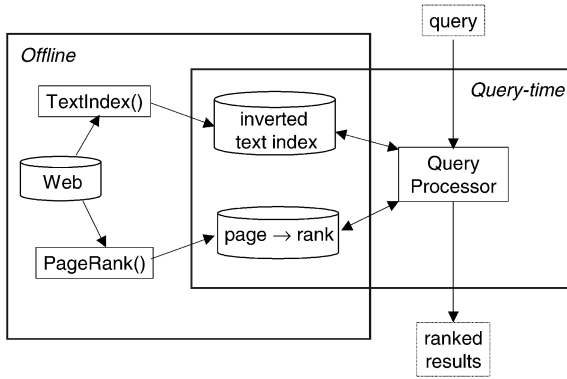 query
Offline
Query-time
TextIndex()
inverted
text index
Web
Query
Processor
page → rank
PageRank()
ranked
results